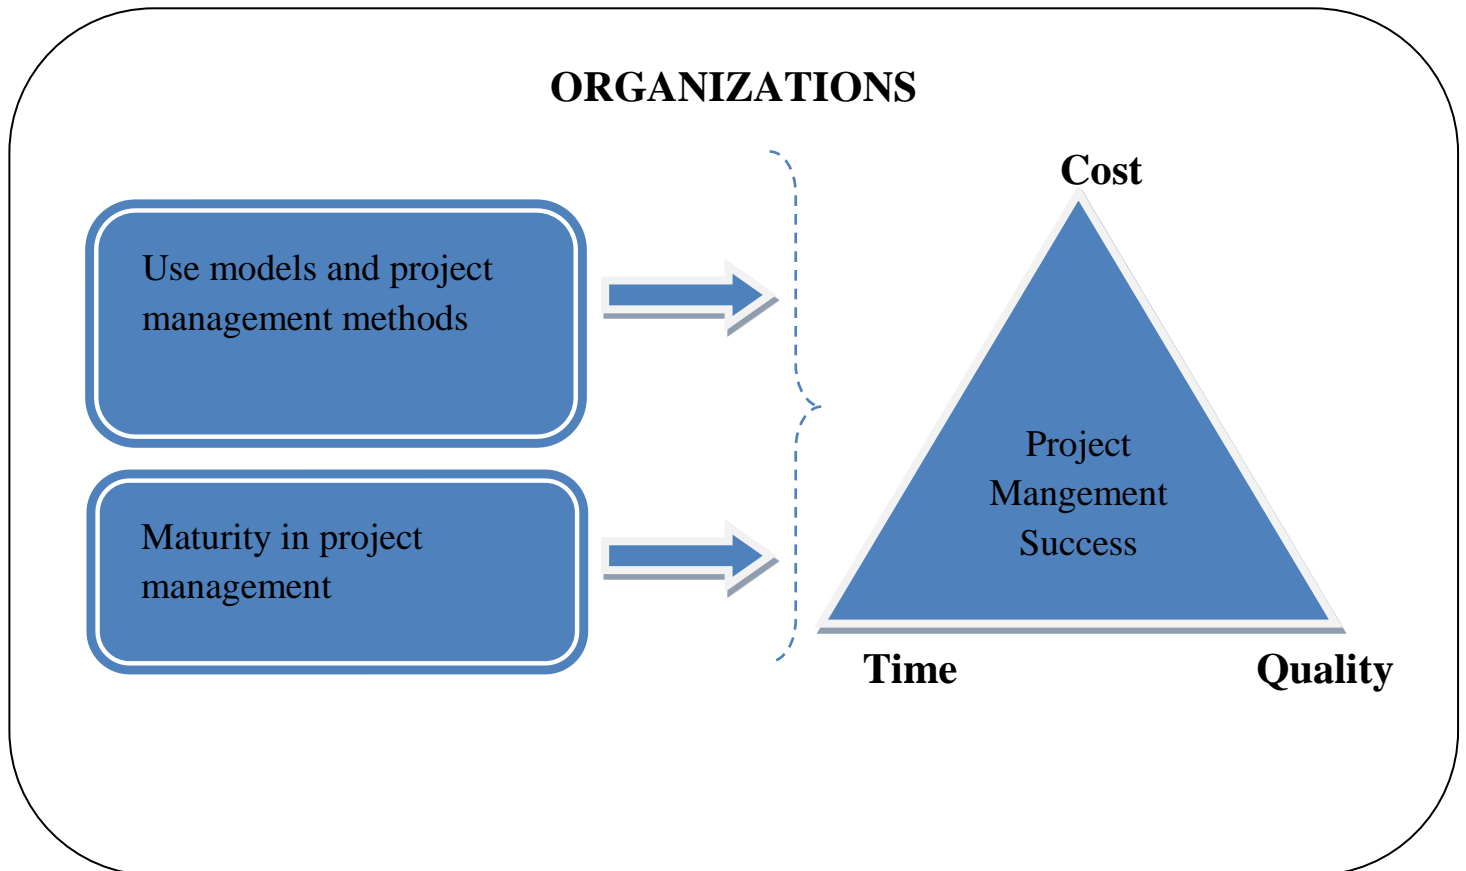 ORGANIZATIONS
Use models and project
management methods
Maturity in project
management
Cost
Project
Mangement
Success
Time
Quality